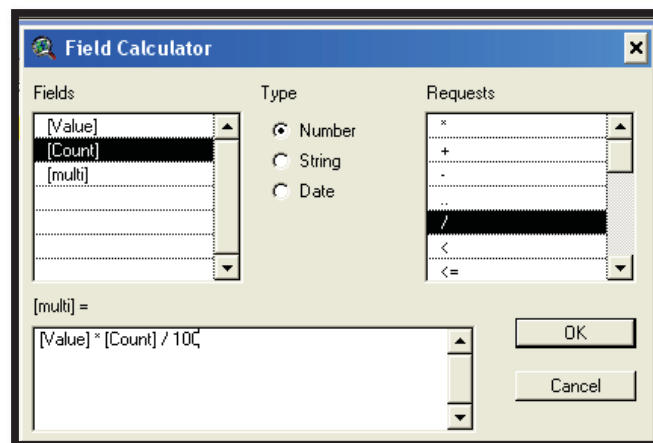 Field Calculator
Fields
Type
Requests
[Value]
[Count]
[multi]
Number
String
Date
*
+
-
..
/
<
<=
[multi] =
[Value] * [Count] / 100
OK
Cancel